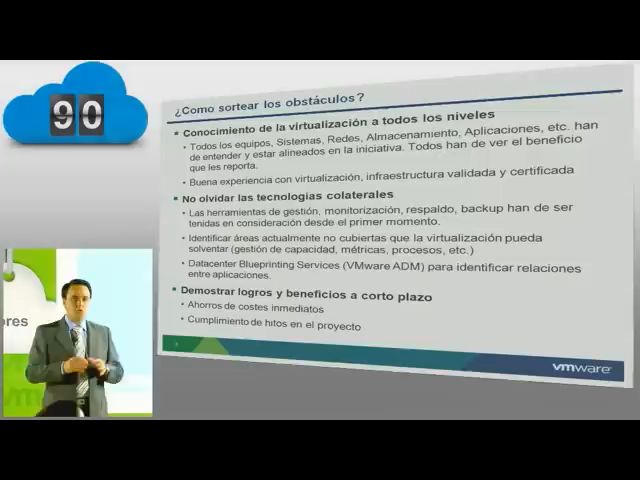 90
¿Como sortear los obstáculos?
Conocimiento de la virtualización a todos los niveles
Todos los equipos, Sistemas, Redes, Almacenamiento, Aplicaciones, etc. han
de entender y estar alineados en la iniciativa. Todos han de ver el beneficio
que les reporta.
Buena experiencia con virtualización, infraestructura validada y certificada
No olvidar las tecnologías colaterales
Las herramientas de gestión, monitorización, respaldo, backup han de ser
tenidas en consideración desde el primer momento.
Identificar áreas actualmente no cubiertas que la virtualización pueda
solventar (gestión de capacidad, métricas, procesos, etc.)
Datacenter Blueprinting Services (VMware ADM) para identificar relaciones
entre aplicaciones.
Demostrar logros y beneficios a corto plazo
Ahorros de costes inmediatos
Cumplimiento de hitos en el proyecto
vmware
ores
vm